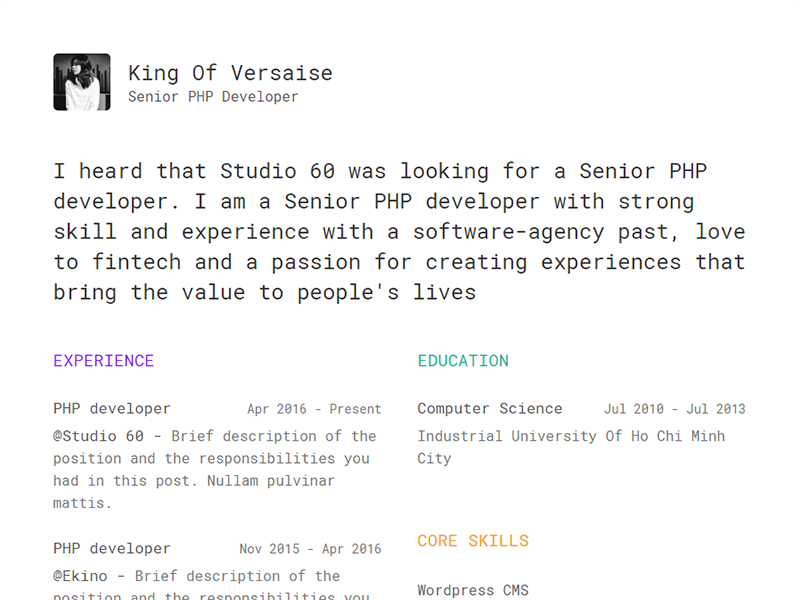 King Of Versaise
Senior PHP Developer
I heard that Studio 60 was looking for a Senior PHP
developer. I am a Senior PHP developer with strong
skill and experience with a software-agency past, love
to fintech and a passion for creating experiences that
bring the value to people's lives
EXPERIENCE
PHP developer Apr 2016 - Present
@Studio 60 - Brief description of the
position and the responsibilities you
had in this post. Nullam pulvinar
mattis.
PHP developer Nov 2015 - Apr 2016
@Ekino - Brief description of the
position and the responsibilities you
EDUCATION
Computer Science Jul 2010 - Jul 2013
Industrial University Of Ho Chi Minh
City
CORE SKILLS
Wordpress CMS